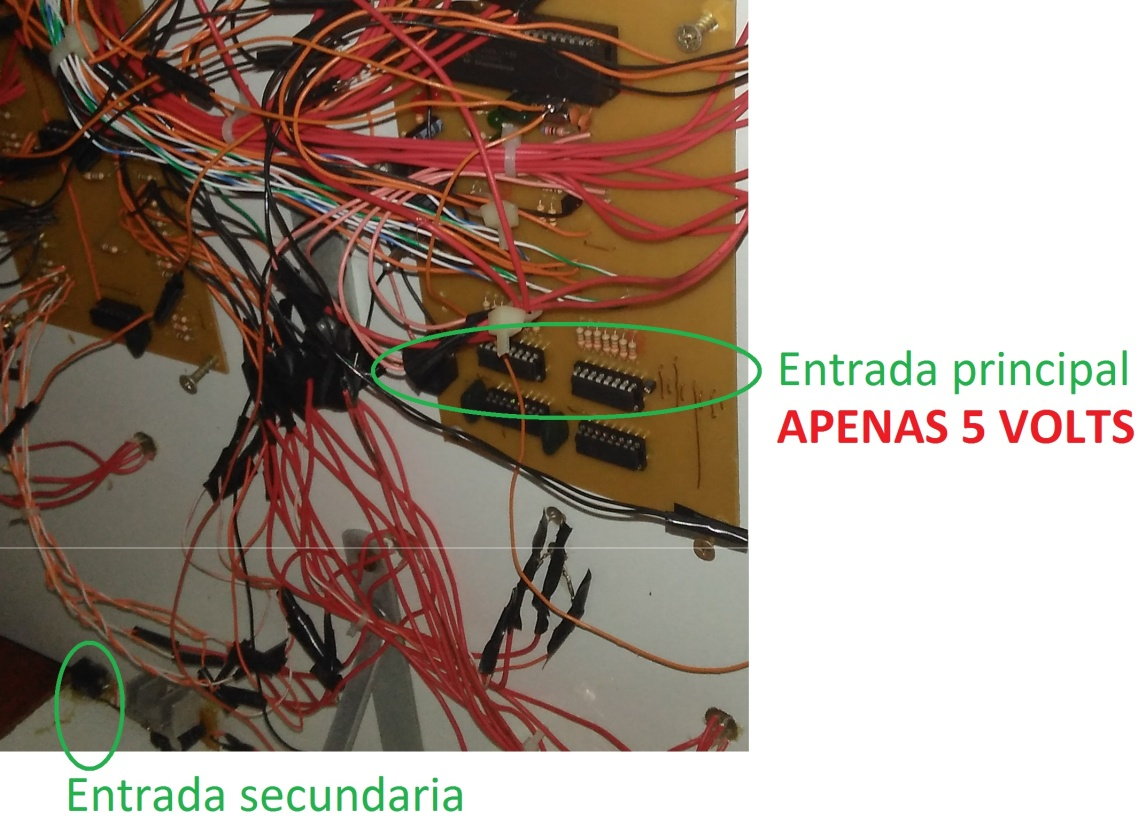 Entrada principal
APENAS 5 VOLTS
Entrada secundaria